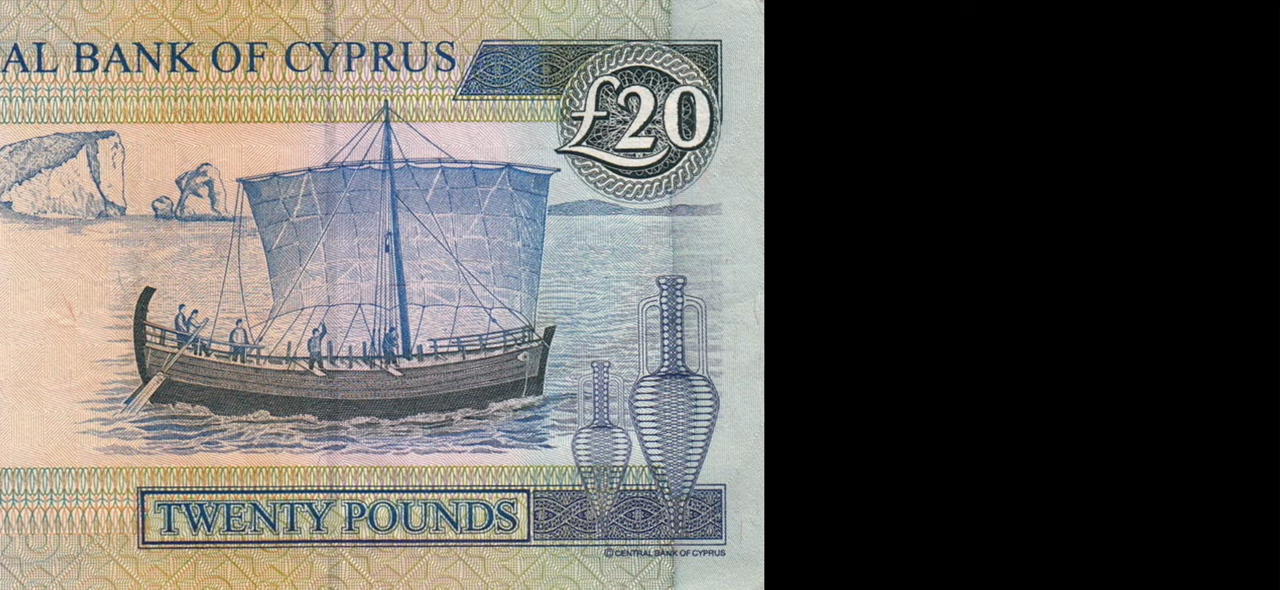 AL BANK OF CYPRUS
£20
TWENTY POUNDS
© CENTRAL BANK OF CYPRUS